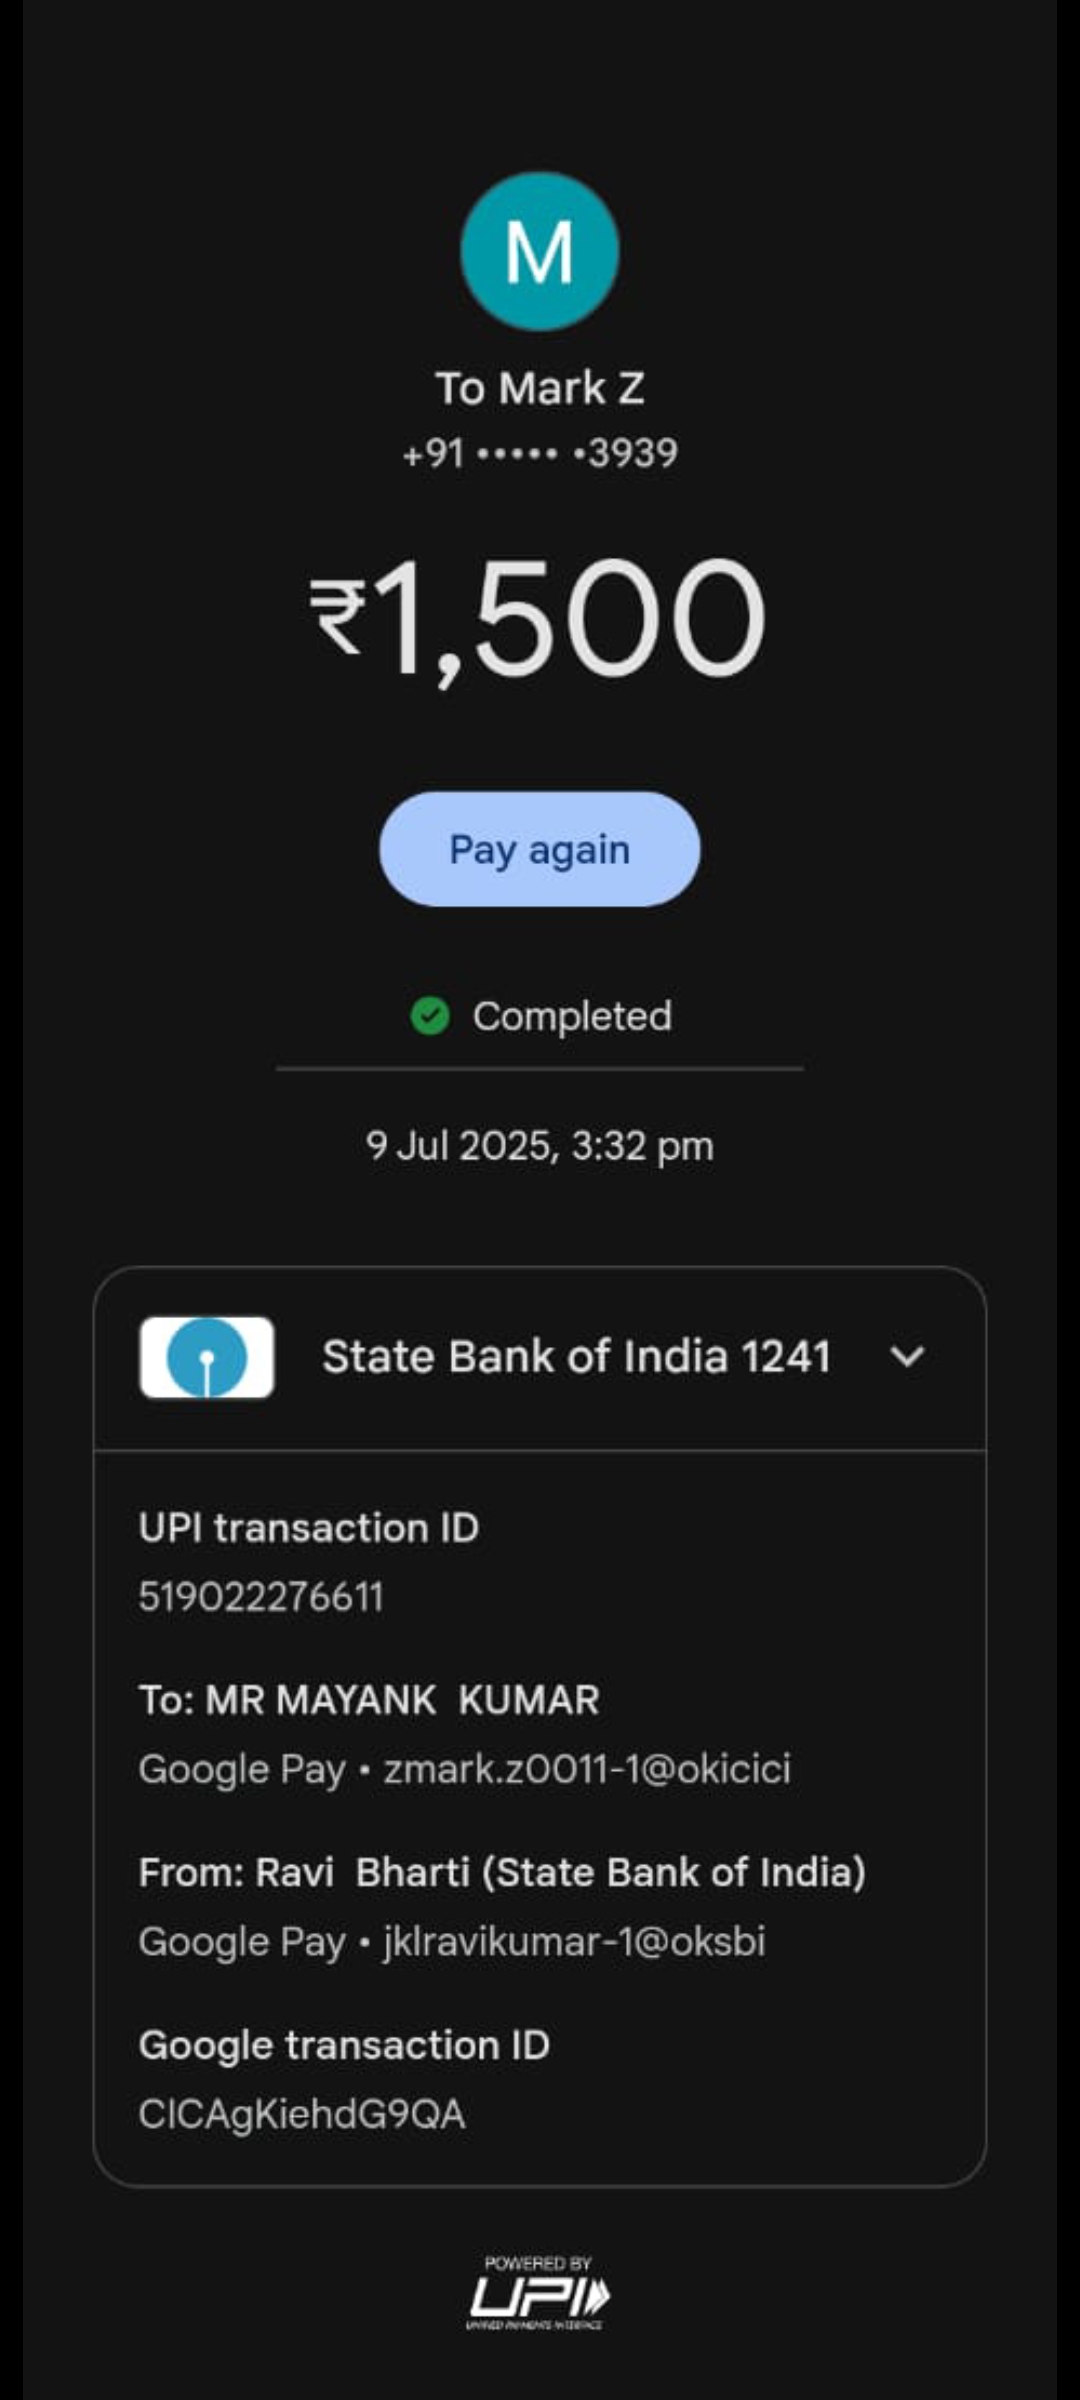 M
To Mark Z
+91 ••••• •3939
₹1,500
Pay again
Completed
9 Jul 2025, 3:32 pm
State Bank of India 1241
UPI transaction ID
519022276611
To: MR MAYANK  KUMAR
Google Pay • zmark.z0011-1@okicici
From: Ravi  Bharti (State Bank of India)
Google Pay • jklravikumar-1@oksbi
Google transaction ID
CICAgKiehdG9QA
POWERED BY
UPI
UNIFIED PAYMENTS INTERFACE